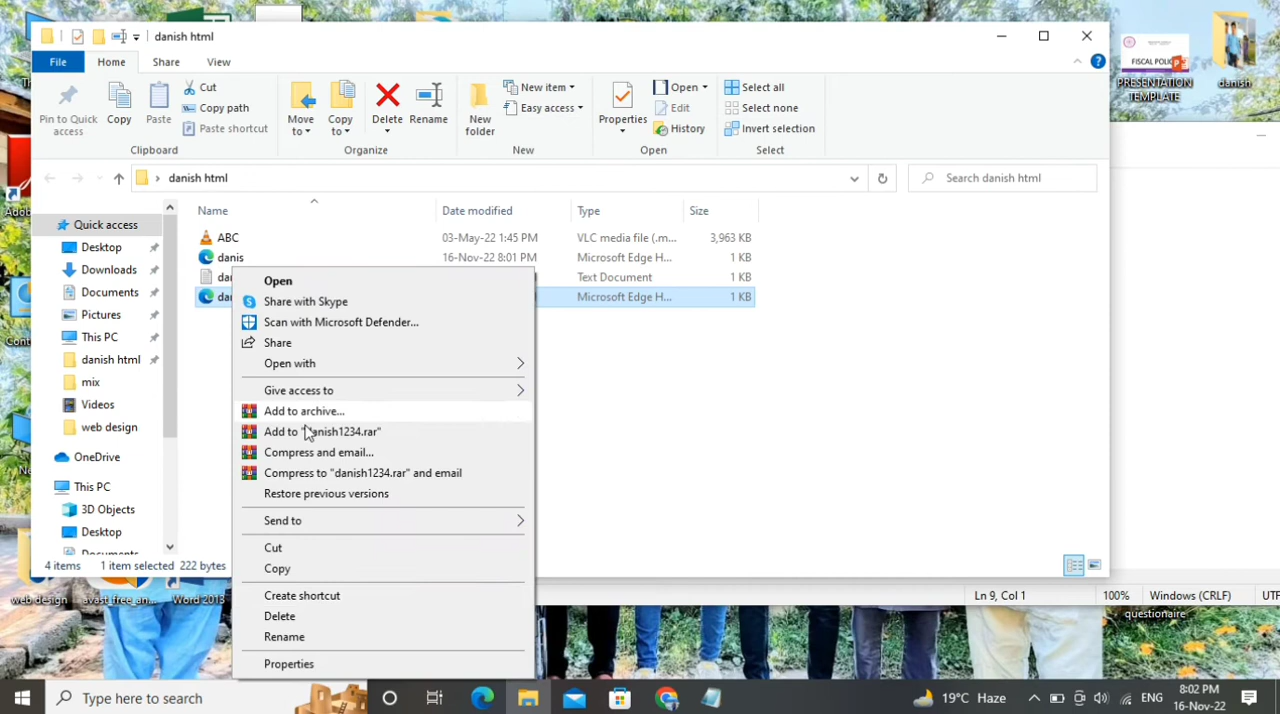 danish html
File Home Share View
Pin to Quick access
Copy
Paste
Cut
Copy path
Paste shortcut
Clipboard
Move to
Copy to
Delete
Rename
Organize
New folder
New item
Easy access
New
Properties
Open
Edit
History
Open
Select all
Select none
Invert selection
Select
FISCAL POLIC
PRESENTATION TEMPLATE
danish
danish html
Search danish html
Name Date modified Type Size
ABC 03-May-22 1:45 PM VLC media file (.m... 3,963 KB
danis 16-Nov-22 8:01 PM Microsoft Edge H... 1 KB
Text Document 1 KB
Microsoft Edge H... 1 KB
Quick access
Desktop
Downloads
Documents
Pictures
This PC
danish html
mix
Videos
web design
OneDrive
This PC
3D Objects
Desktop
Documents
4 items 1 item selected 222 bytes
Open
Share with Skype
Scan with Microsoft Defender...
Share
Open with
Give access to
Add to archive...
Add to "danish1234.rar"
Compress and email...
Compress to "danish1234.rar" and email
Restore previous versions
Send to
Cut
Copy
Create shortcut
Delete
Rename
Properties
web design
avast_free_an...
Word 2013
Ln 9, Col 1 100% Windows (CRLF) UTF
questionaire
Type here to search
19°C Haze
ENG
8:02 PM
16-Nov-22